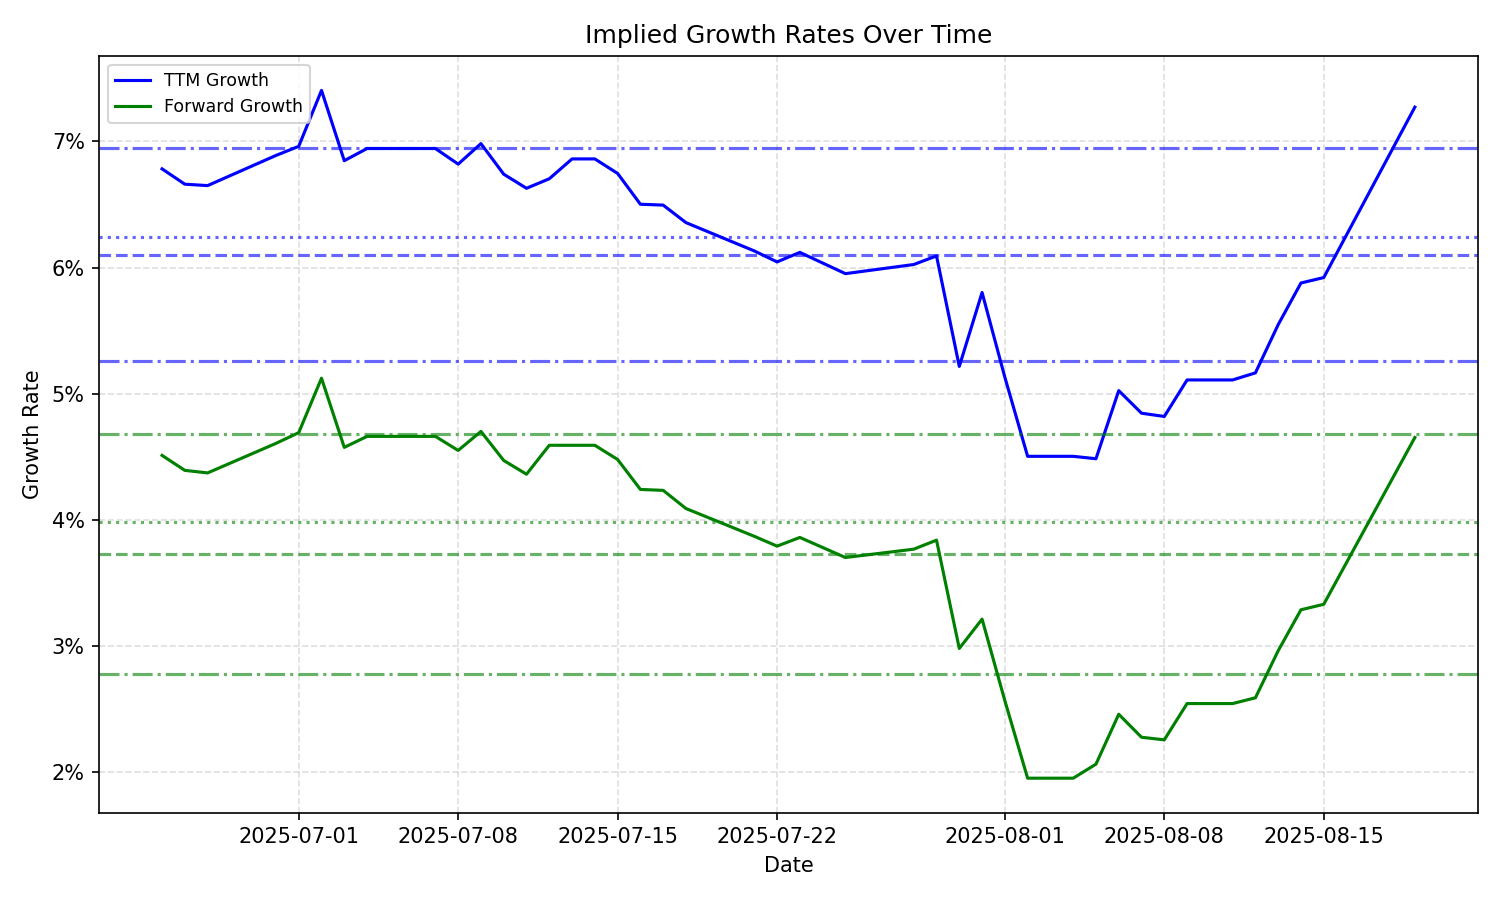 Implied Growth Rates Over Time
TTM Growth
Forward Growth
7%
6%
5%
4%
3%
2%
Growth Rate
2025-07-01
2025-07-08
2025-07-15
2025-07-22
2025-08-01
2025-08-08
2025-08-15
Date